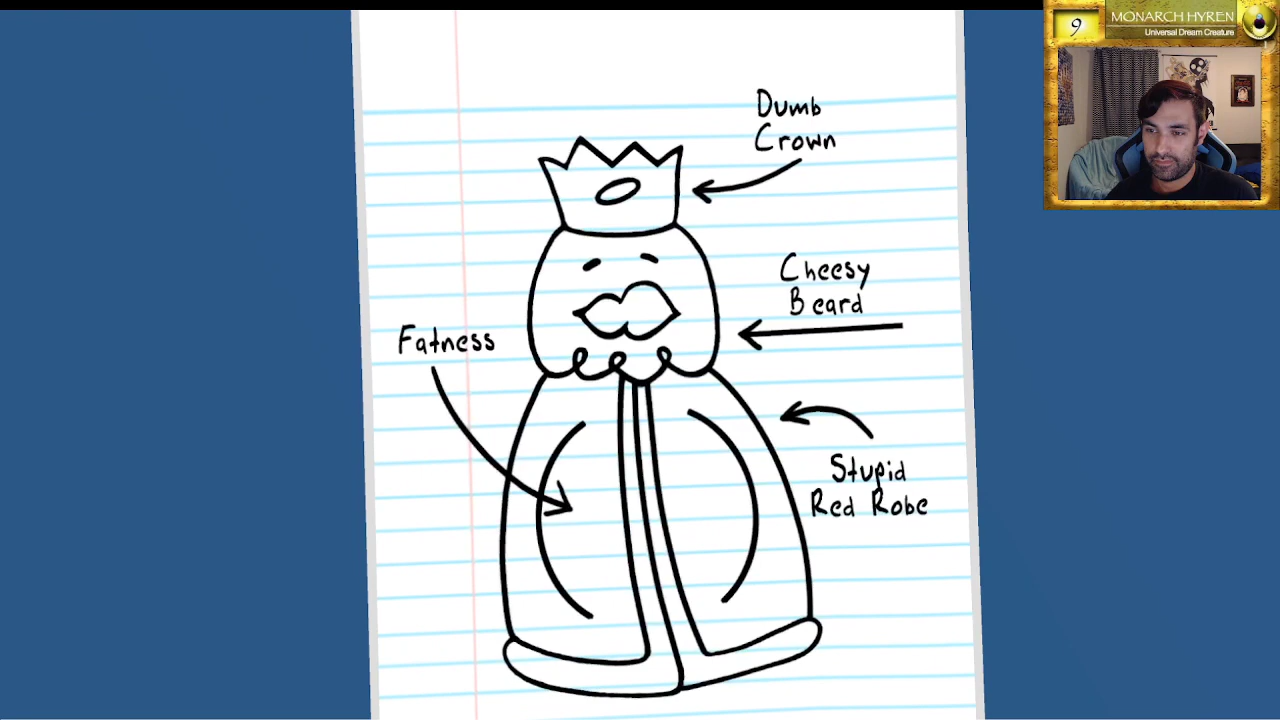 9
MONARCH HYREN
Universal Dream Creature
Dumb
Crown
Cheesy
Beard
Fatness
Stupid
Red Robe